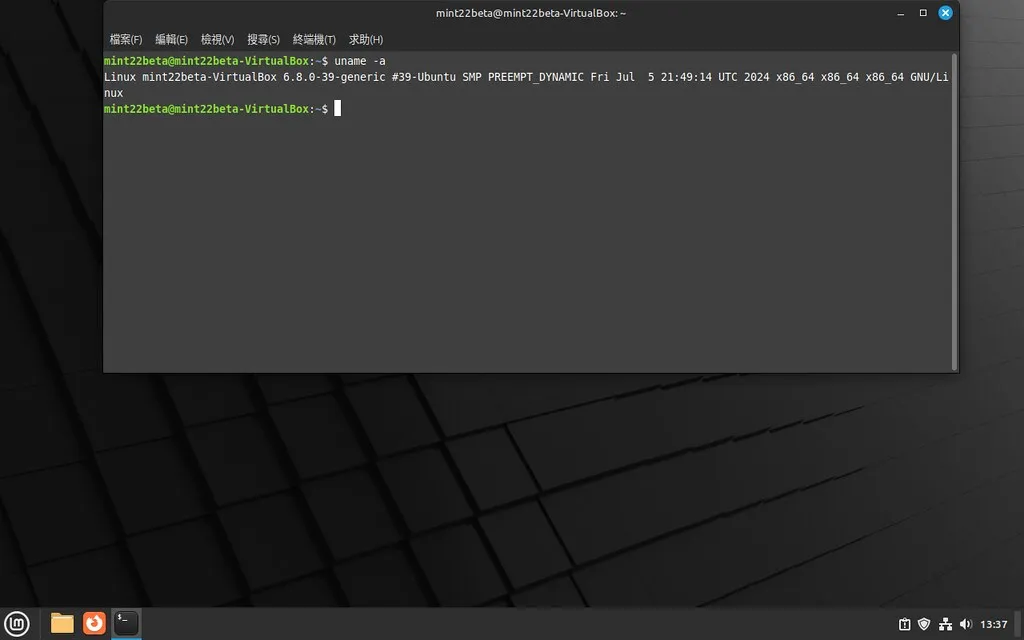 mint22beta@mint22beta-VirtualBox: ~
檔案(F) 編輯(E) 檢視(V) 搜尋(S) 終端機(T) 求助(H)
mint22beta@mint22beta-VirtualBox:~$ uname -a
Linux mint22beta-VirtualBox 6.8.0-39-generic #39-Ubuntu SMP PREEMPT_DYNAMIC Fri Jul  5 21:49:14 UTC 2024 x86_64 x86_64 x86_64 GNU/Li
nux
mint22beta@mint22beta-VirtualBox:~$
$_
13:37